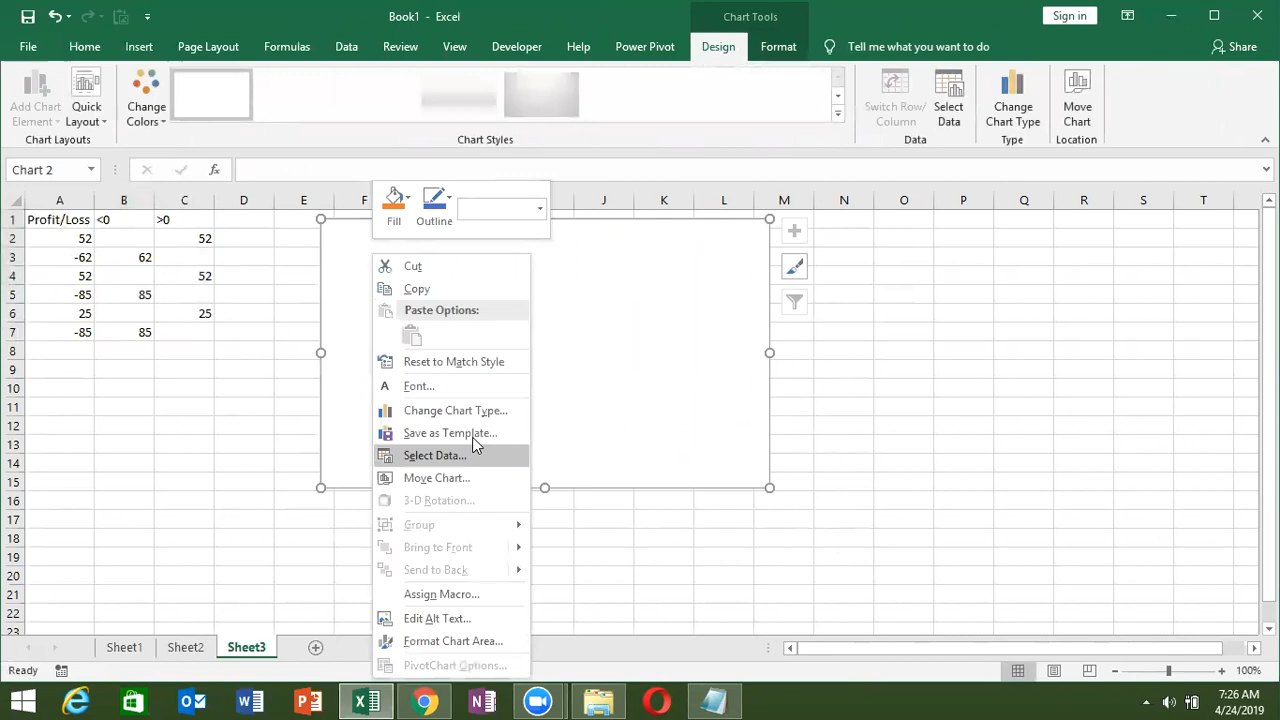 Book1 - Excel
Chart Tools
Sign in
File
Home
Insert
Page Layout
Formulas
Data
Review
View
Developer
Help
Power Pivot
Design
Format
Tell me what you want to do
Share
Add Chart
Element
Quick
Layout
Change
Colors
Switch Row/
Column
Select
Data
Change
Chart Type
Move
Chart
Chart Layouts
Chart Styles
Data
Type
Location
Chart 2
fx
A B C D F J K L M N O P Q R S T
1 Profit/Loss <0 >0
2 52 52
3 -62 62
4 52 52
5 -85 85
6 25 25
7 -85 85
8
9
10
11
12
13
14
15
16
17
18
19
20
21
22
23
Fill
Outline
Cut
Copy
Paste Options:
Reset to Match Style
A Font...
Change Chart Type...
Save as Template...
Select Data...
Move Chart...
3-D Rotation...
Group
Bring to Front
Send to Back
Assign Macro...
Edit Alt Text...
Format Chart Area...
PivotChart Options...
Sheet1
Sheet2
Sheet3
Ready
100%
7:26 AM
4/24/2019